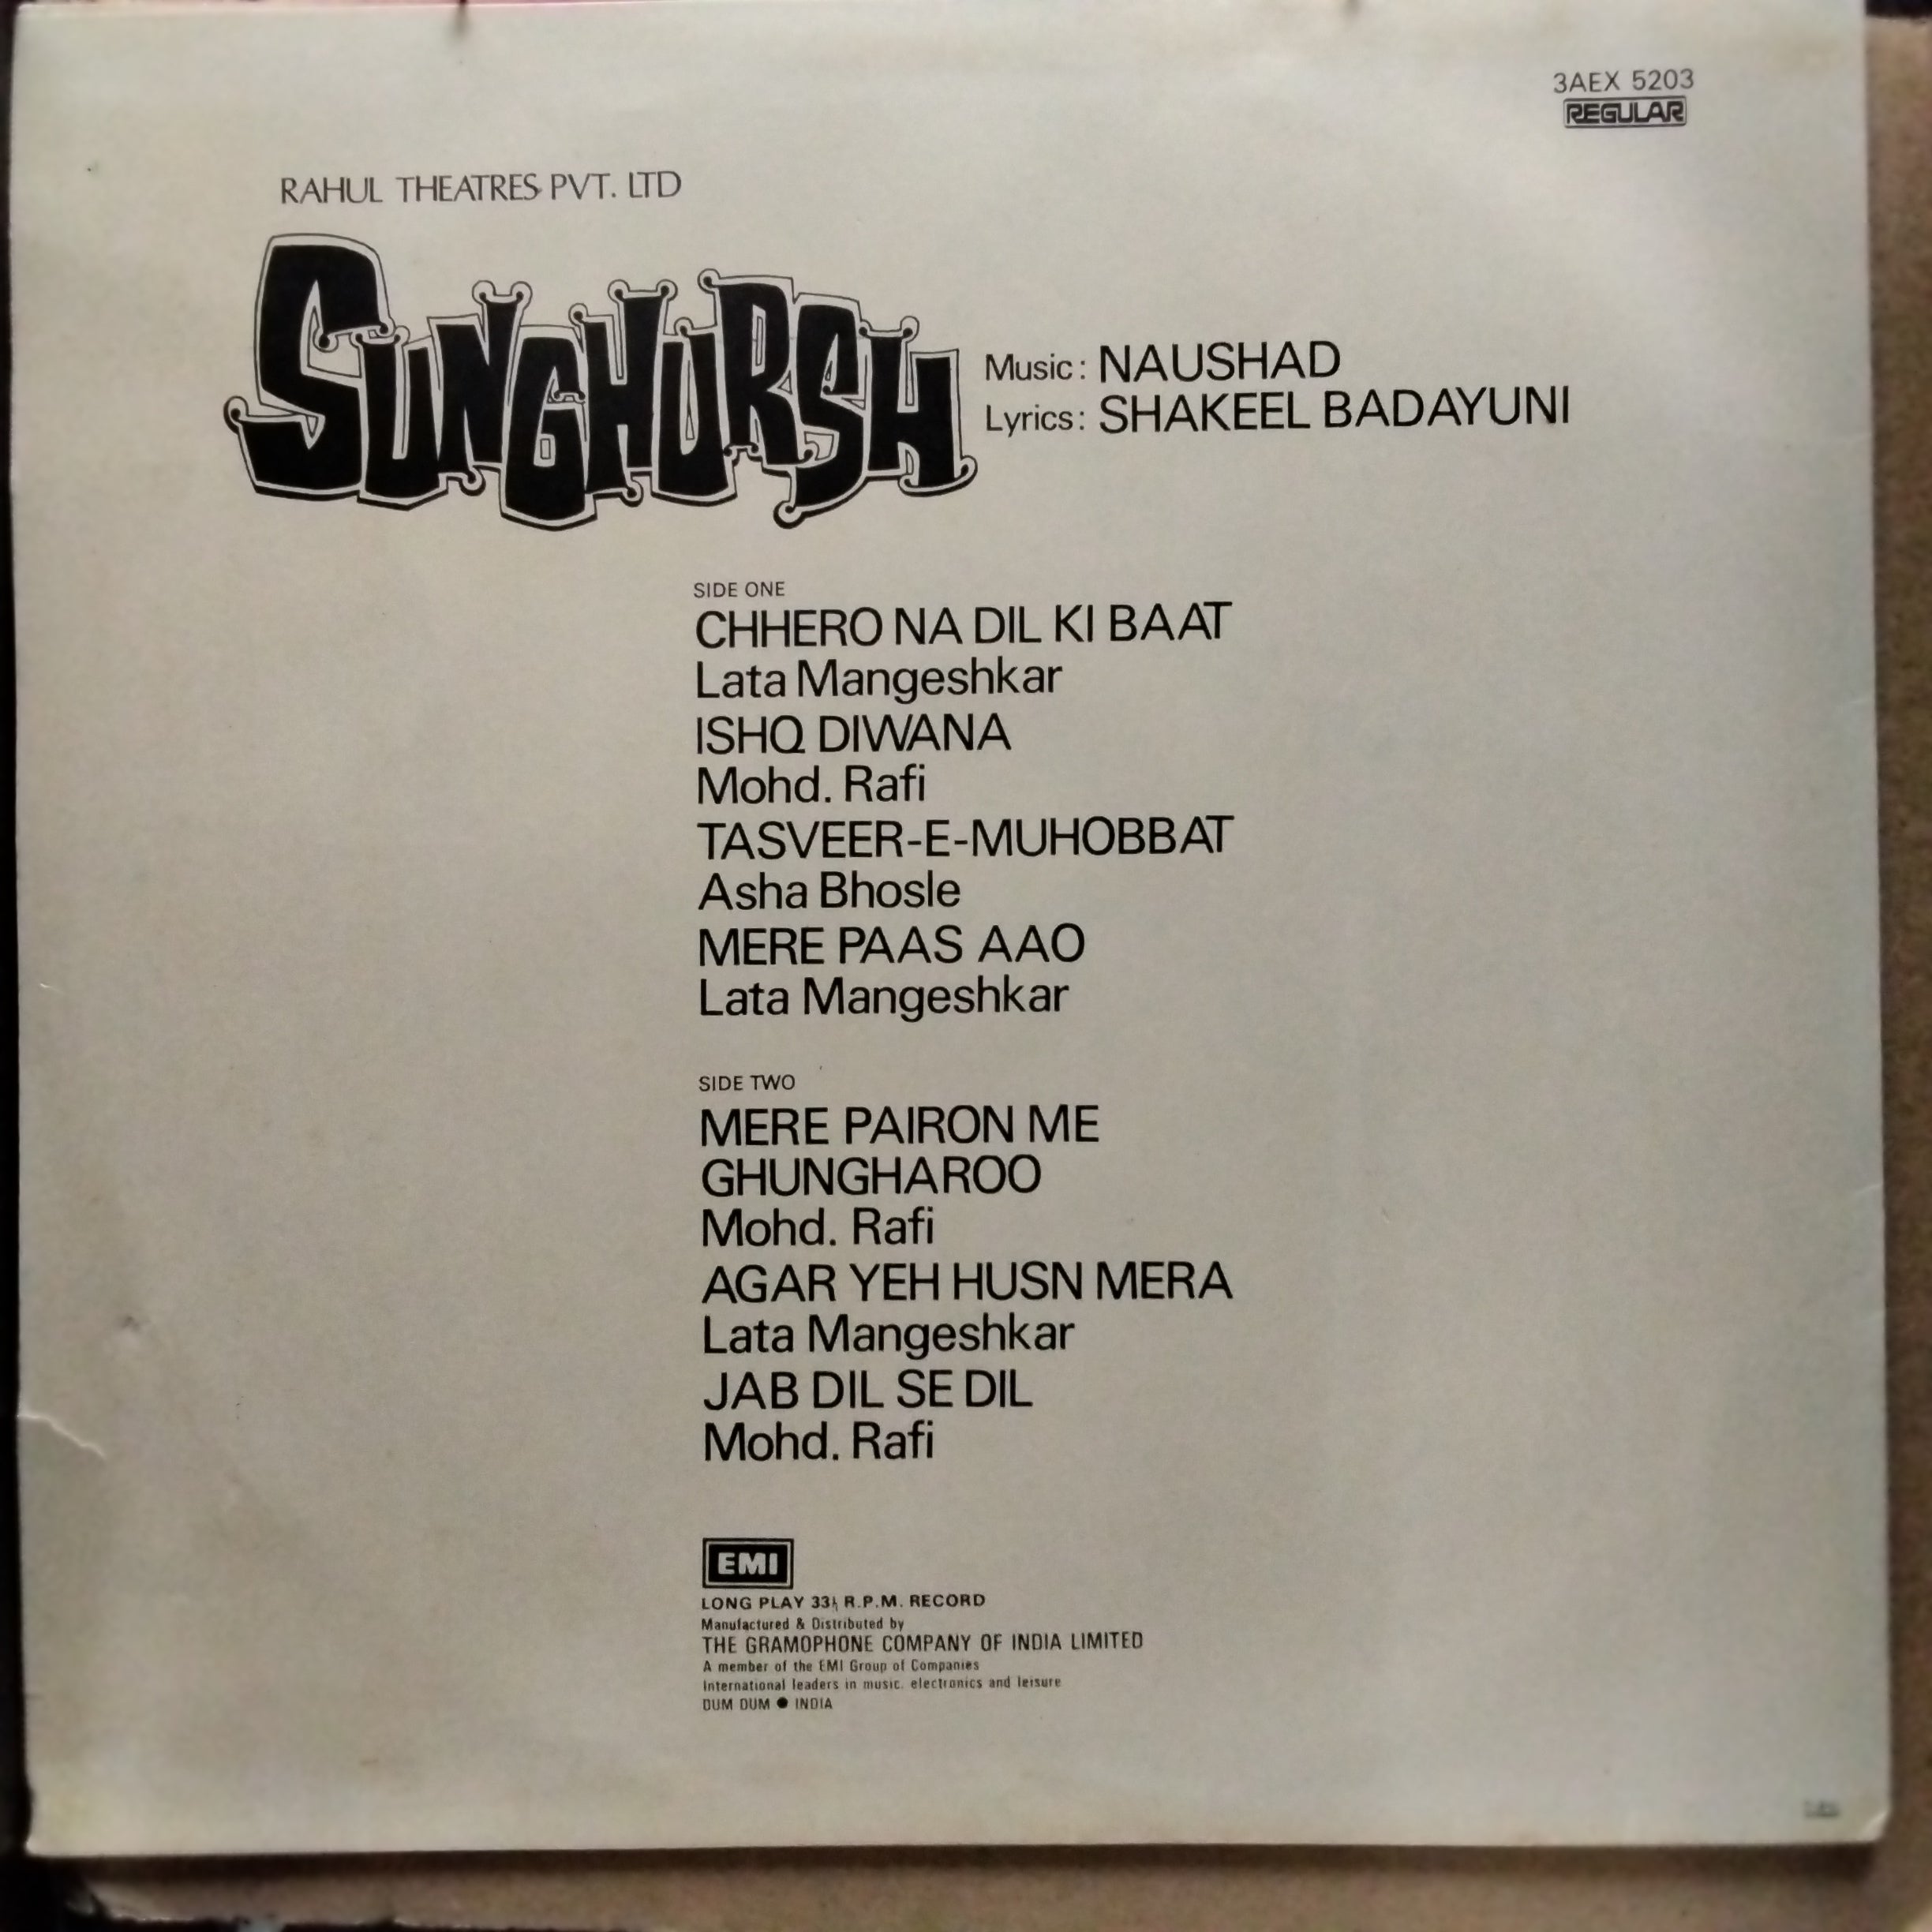 3AEX 5203
REGULAR
RAHUL THEATRES PVT. LTD
SUNGHURSH
Music: NAUSHAD
Lyrics: SHAKEEL BADAYUNI
SIDE ONE
CHHERO NA DIL KI BAAT
Lata Mangeshkar
ISHQ DIWANA
Mohd. Rafi
TASVEER-E-MUHOBBAT
Asha Bhosle
MERE PAAS AAO
Lata Mangeshkar
SIDE TWO
MERE PAIRON ME
GHUNGHAROO
Mohd. Rafi
AGAR YEH HUSN MERA
Lata Mangeshkar
JAB DIL SE DIL
Mohd. Rafi
EMI
LONG PLAY 33⅓ R.P.M. RECORD
Manufactured & Distributed by
THE GRAMOPHONE COMPANY OF INDIA LIMITED
A member of the EMI Group of Companies
International leaders in music. electronics and leisure
DUM DUM ● INDIA